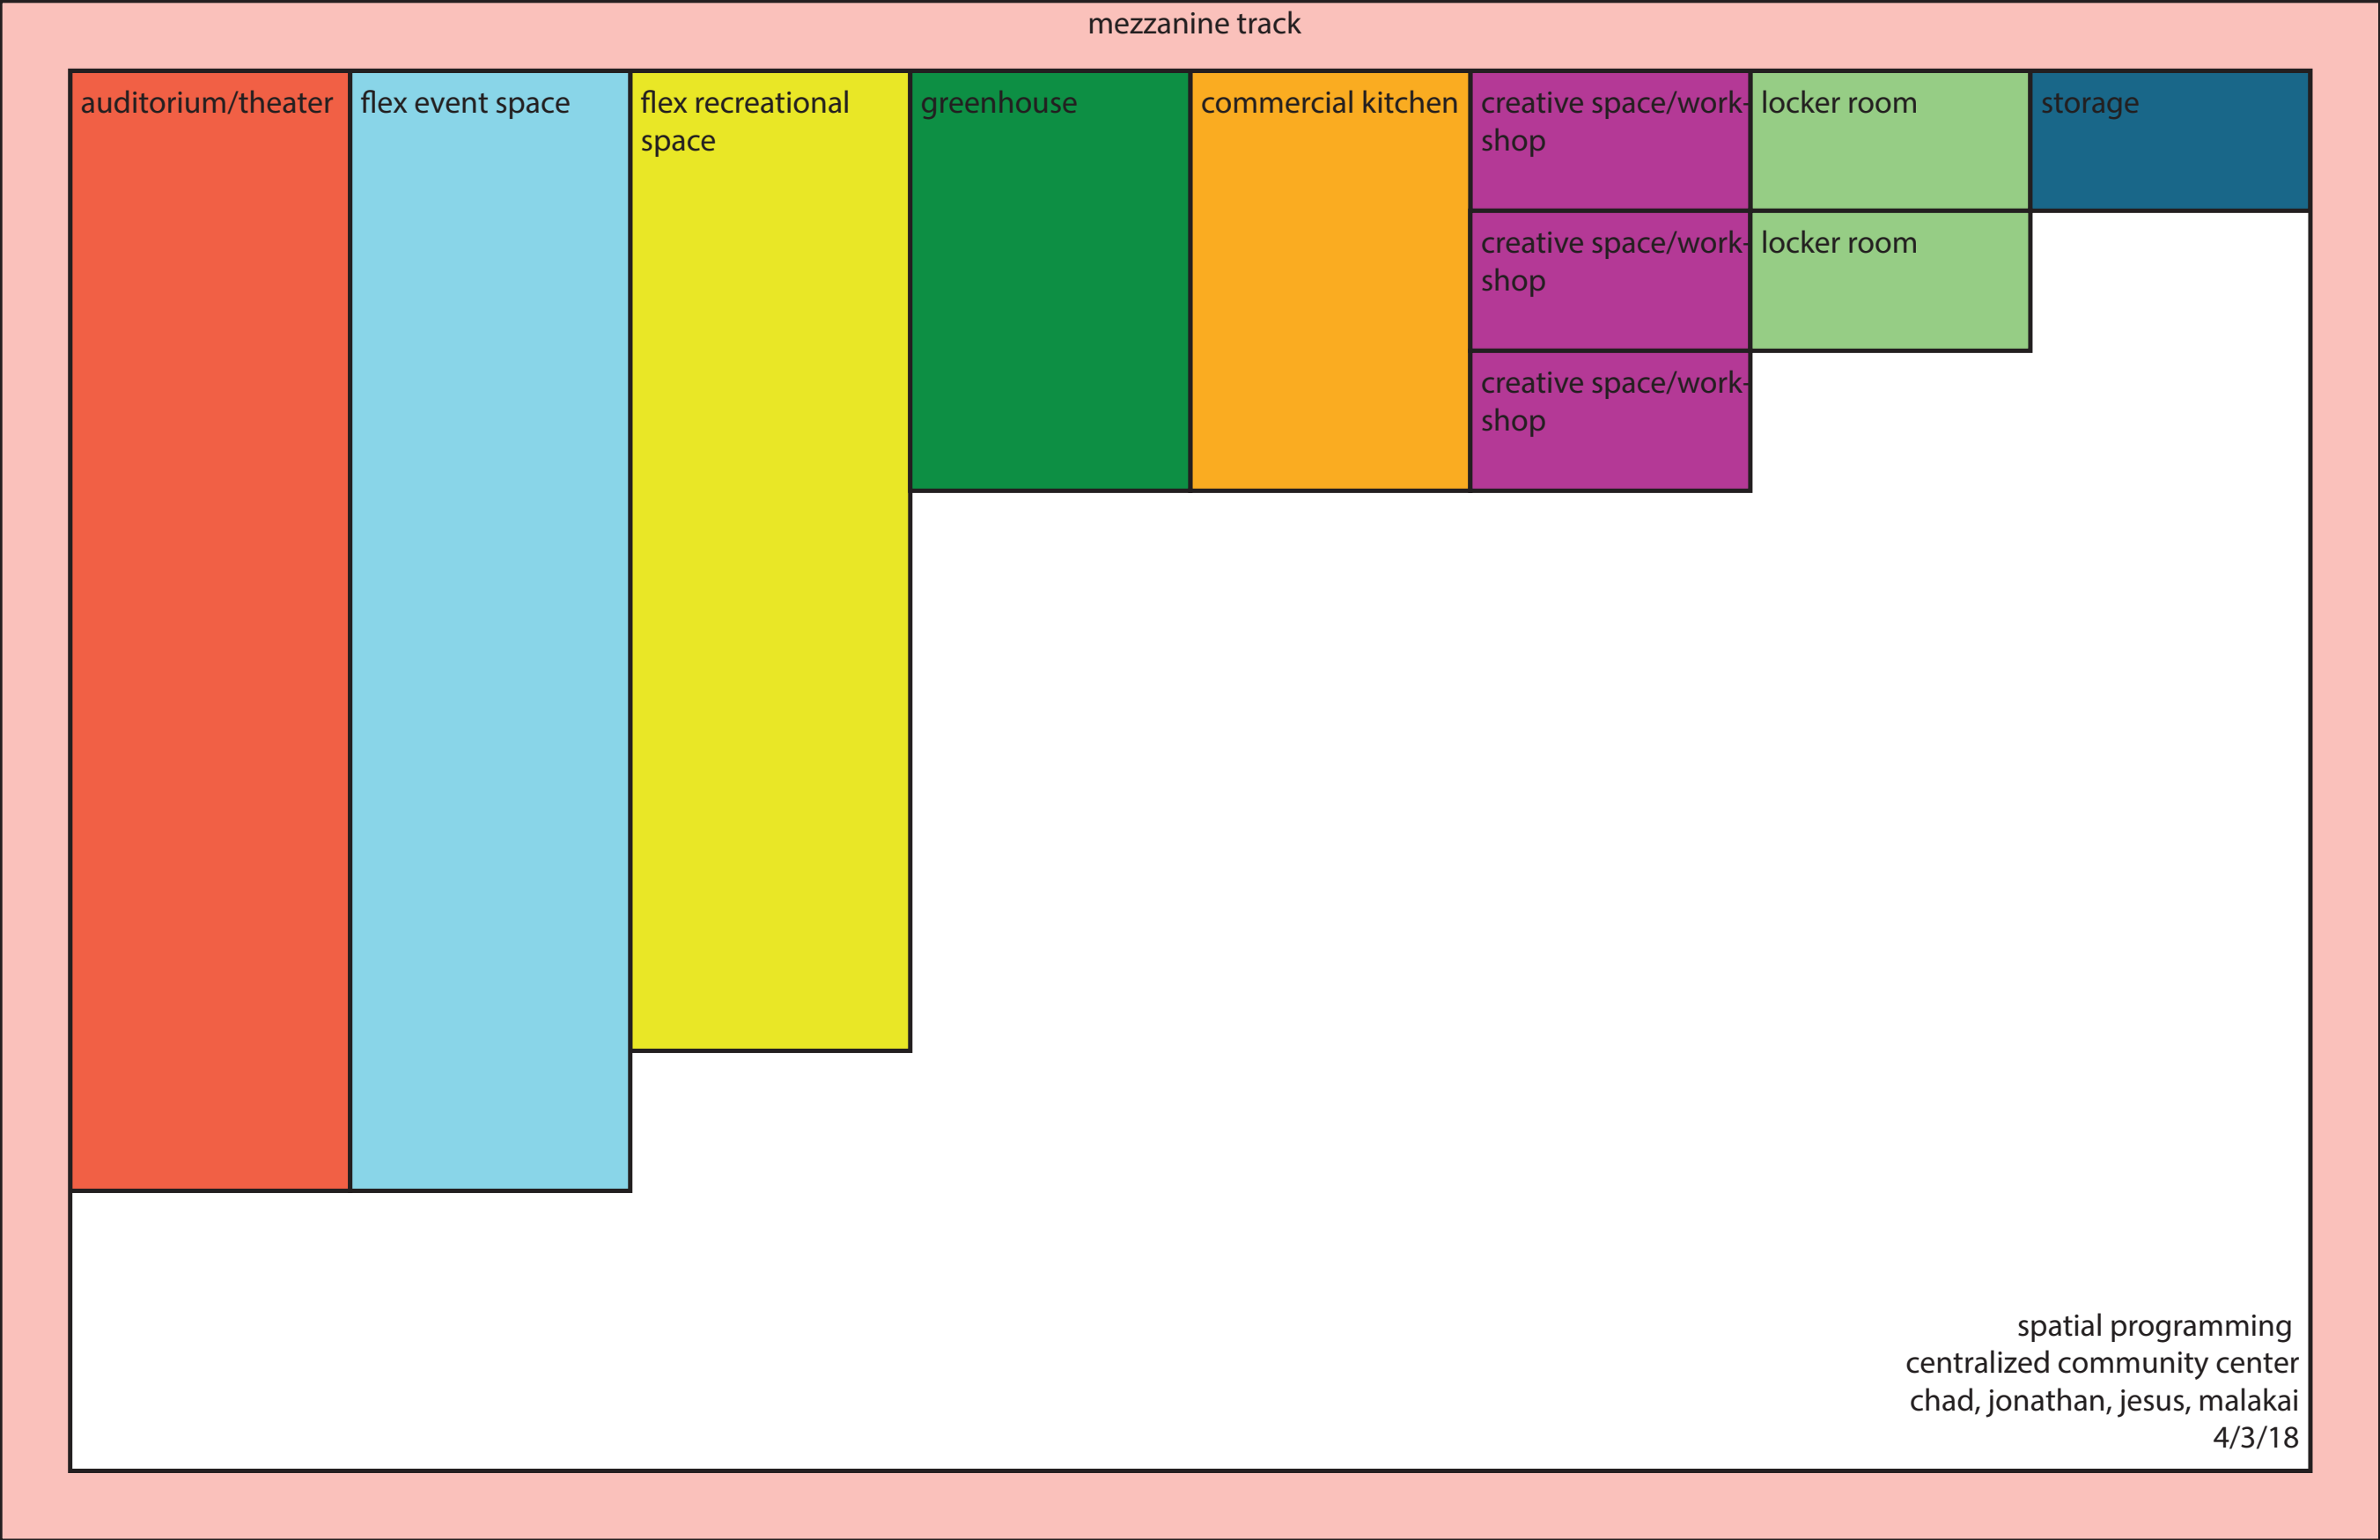 mezzanine track
auditorium/theater
flex event space
flex recreational
space
greenhouse
commercial kitchen
creative space/work-
shop
locker room
storage
creative space/work-
shop
locker room
creative space/work-
shop
spatial programming
centralized community center
chad, jonathan, jesus, malakai
4/3/18